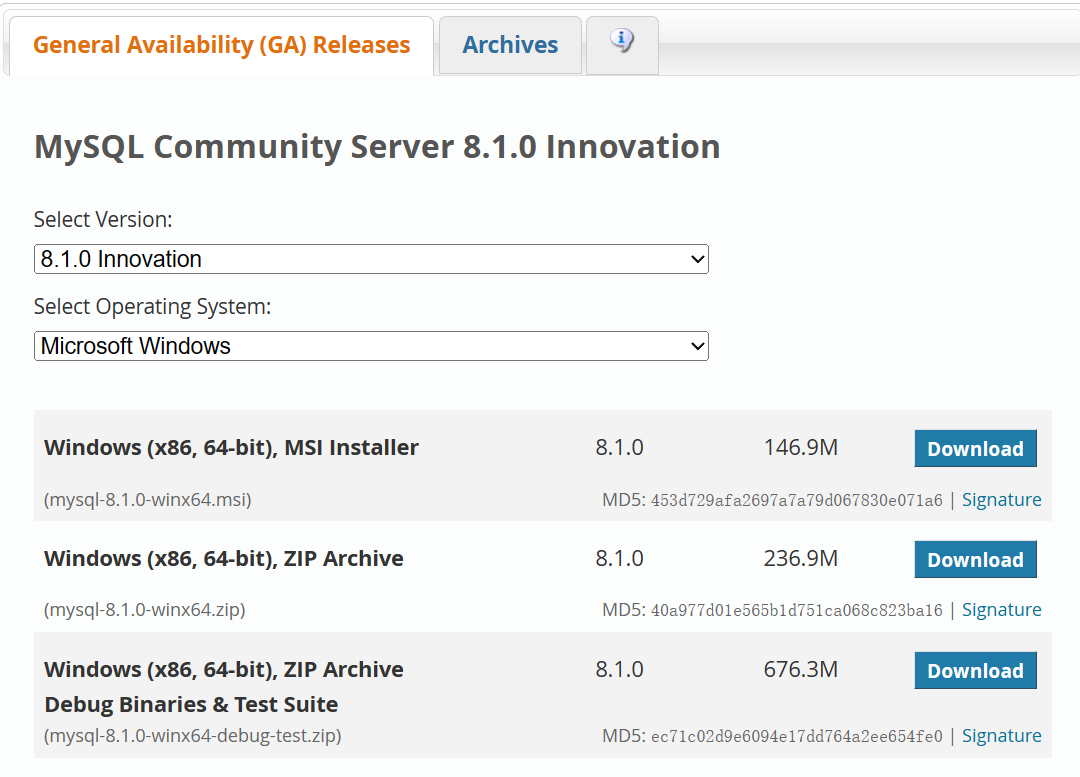 General Availability (GA) Releases Archives
MySQL Community Server 8.1.0 Innovation
Select Version:
8.1.0 Innovation
Select Operating System:
Microsoft Windows
Windows (x86, 64-bit), MSI Installer 8.1.0 146.9M Download
(mysql-8.1.0-winx64.msi) MD5: 453d729afa2697a7a79d067830e071a6 | Signature
Windows (x86, 64-bit), ZIP Archive 8.1.0 236.9M Download
(mysql-8.1.0-winx64.zip) MD5: 40a977d01e565b1d751ca068c823ba16 | Signature
Windows (x86, 64-bit), ZIP Archive 8.1.0 676.3M Download
Debug Binaries & Test Suite
(mysql-8.1.0-winx64-debug-test.zip) MD5: ec71c02d9e6094e17dd764a2ee654fe0 | Signature